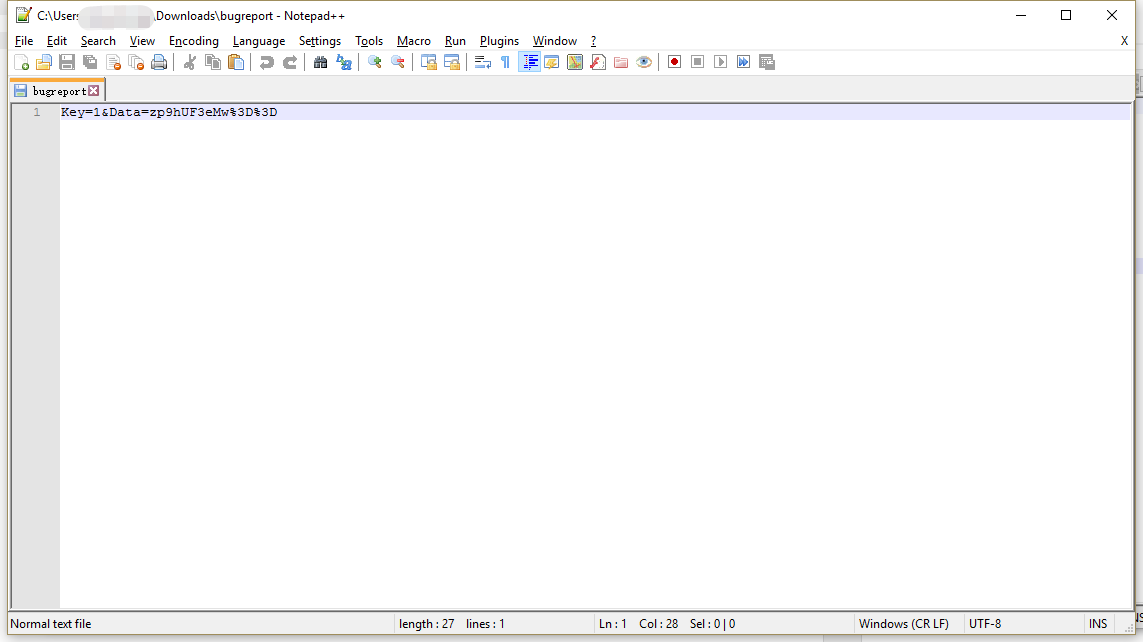 C:\Users \Downloads\bugreport - Notepad++
File Edit Search View Encoding Language Settings Tools Macro Run Plugins Window ? X
bugreport
1 Key=1&Data=zp9hUF3eMw%3D%3D
Normal text file length : 27 lines : 1 Ln : 1 Col : 28 Sel : 0 | 0 Windows (CR LF) UTF-8 INS